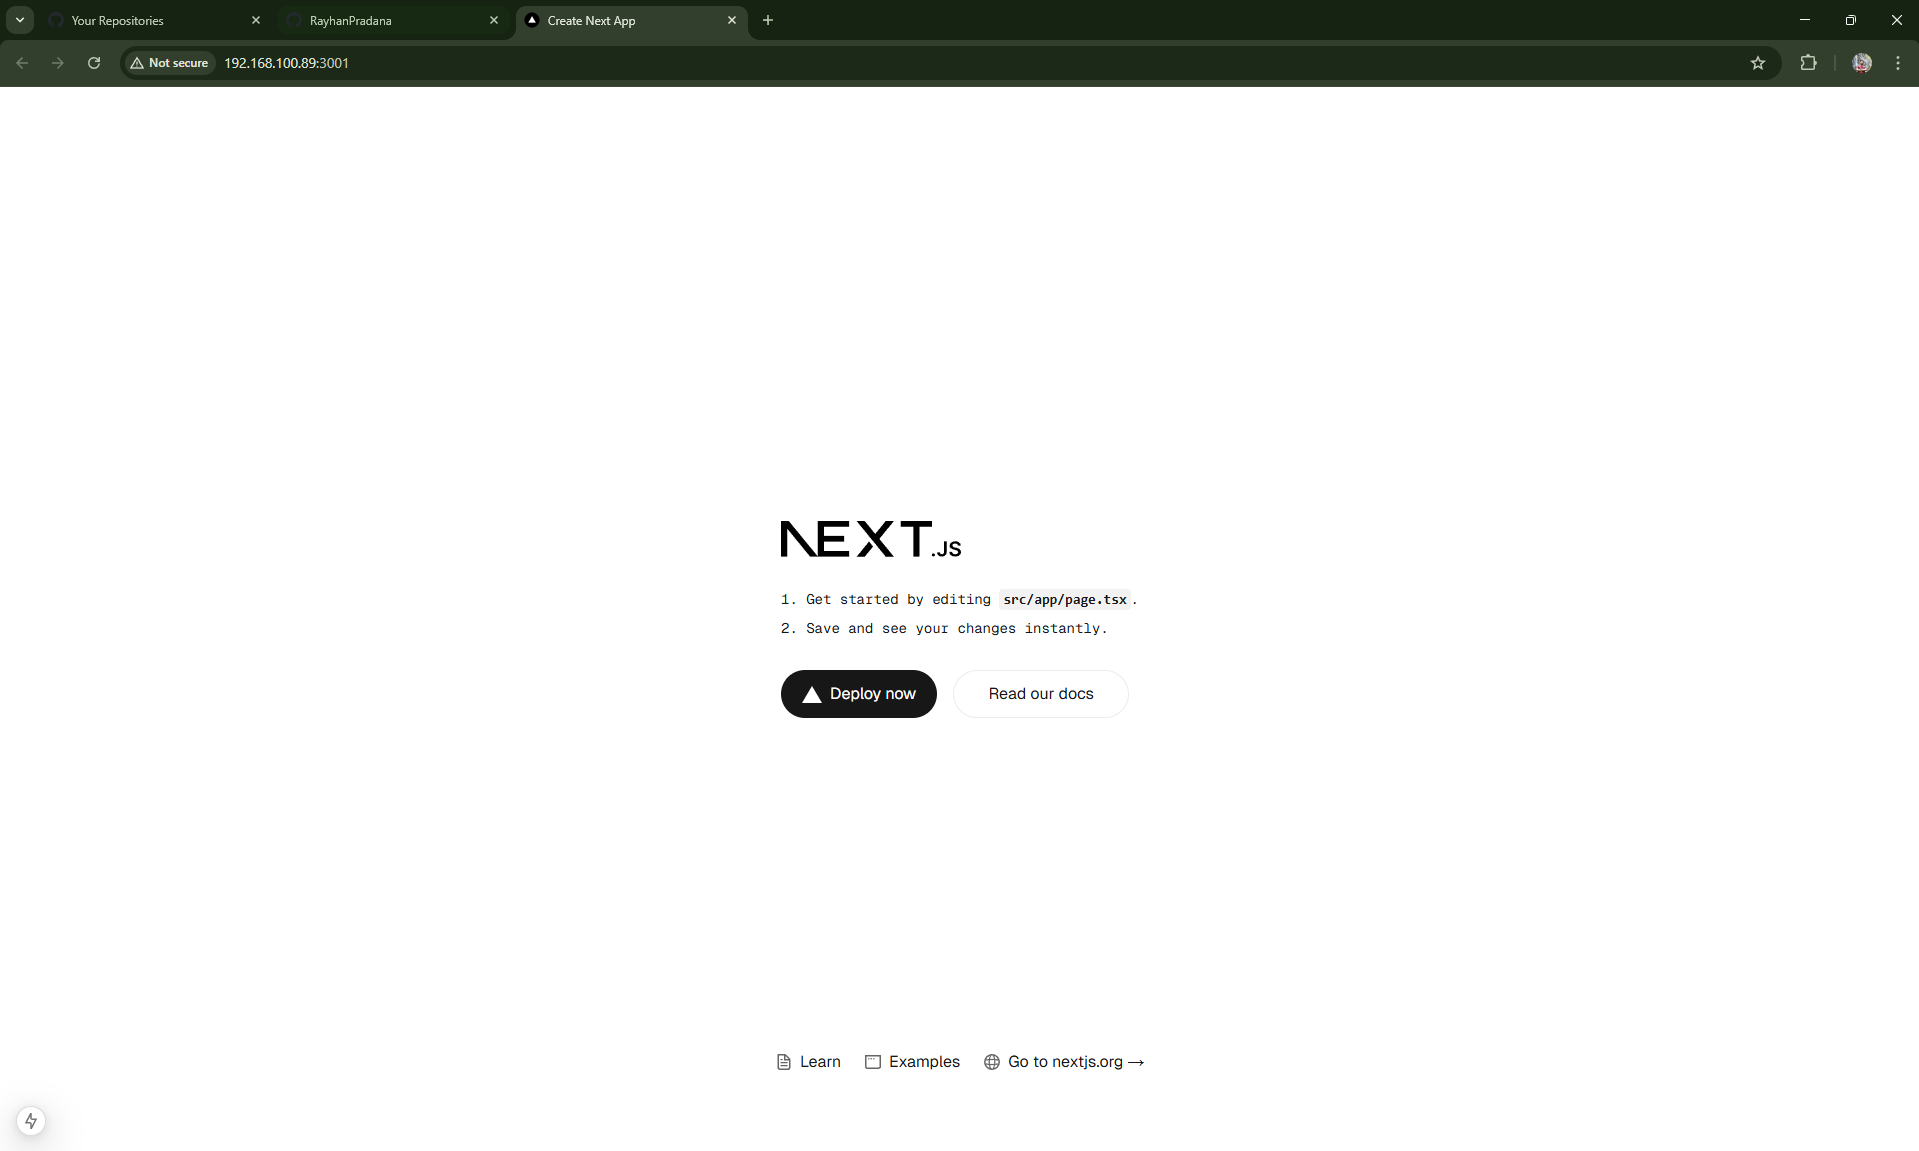 Your Repositories
RayhanPradana
Create Next App
Not secure
192.168.100.89:3001
NEXT.JS
1. Get started by editing src/app/page.tsx.
2. Save and see your changes instantly.
Deploy now
Read our docs
Learn
Examples
Go to nextjs.org →